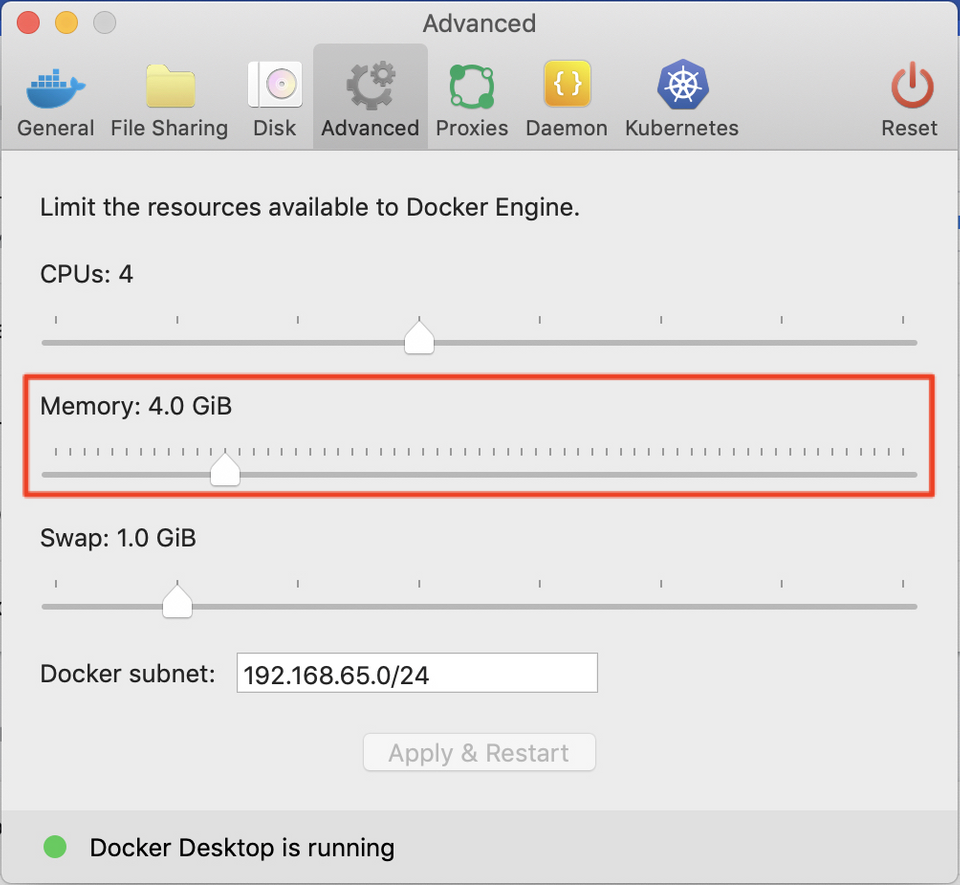 Advanced
General File Sharing Disk Advanced Proxies Daemon Kubernetes Reset
Limit the resources available to Docker Engine.
CPUs: 4
Memory: 4.0 GiB
Swap: 1.0 GiB
Docker subnet: 192.168.65.0/24
Apply & Restart
Docker Desktop is running